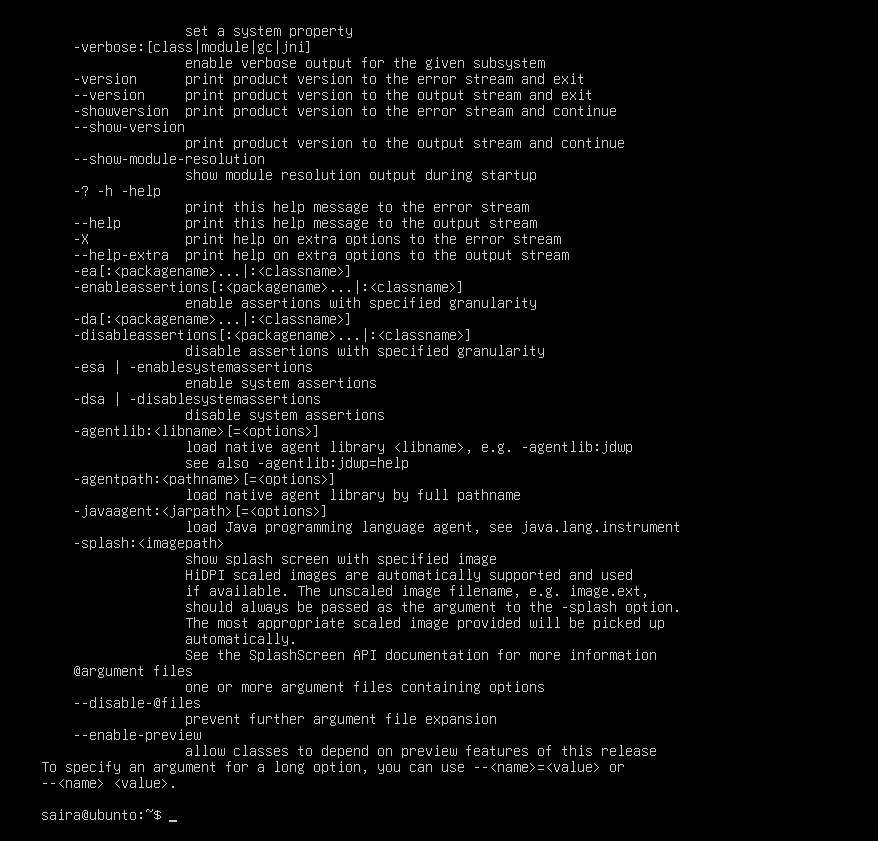 set a system property
-verbose:[class|module|gc|jni]
enable verbose output for the given subsystem
-version      print product version to the error stream and exit
--version     print product version to the output stream and exit
-showversion  print product version to the error stream and continue
--show-version
print product version to the output stream and continue
--show-module-resolution
show module resolution output during startup
-? -h -help
print this help message to the error stream
--help        print this help message to the output stream
-X            print help on extra options to the error stream
--help-extra  print help on extra options to the output stream
-ea[:<packagename>...|:<classname>]
-enableassertions[:<packagename>...|:<classname>]
enable assertions with specified granularity
-da[:<packagename>...|:<classname>]
-disableassertions[:<packagename>...|:<classname>]
disable assertions with specified granularity
-esa | -enablesystemassertions
enable system assertions
-dsa | -disablesystemassertions
disable system assertions
-agentlib:<libname>[=<options>]
load native agent library <libname>, e.g. -agentlib:jdwp
see also -agentlib:jdwp=help
-agentpath:<pathname>[=<options>]
load native agent library by full pathname
-javaagent:<jarpath>[=<options>]
load Java programming language agent, see java.lang.instrument
-splash:<imagepath>
show splash screen with specified image
HiDPI scaled images are automatically supported and used
if available. The unscaled image filename, e.g. image.ext,
should always be passed as the argument to the -splash option.
The most appropriate scaled image provided will be picked up
automatically.
See the SplashScreen API documentation for more information
@argument files
one or more argument files containing options
--disable-@files
prevent further argument file expansion
--enable-preview
allow classes to depend on preview features of this release
To specify an argument for a long option, you can use --<name>=<value> or
--<name> <value>.
saira@ubunto:~$ _